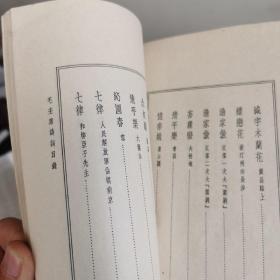 減字木蘭花 廣昌路上
蝶戀花 從汀州向長沙
漁家傲 反第一次大「圍剿」
漁家傲 反第二次大「圍剿」
菩薩蠻 大柏地
清平樂 會昌
憶秦娥 婁山關
清平樂 六盤山
沁園春 雪
七律 人民解放軍佔領南京
七律 和柳亞子先生
毛主席詩詞目錄